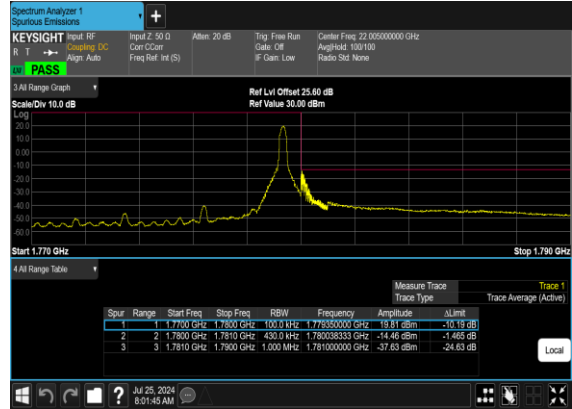 Spectrum Analyzer 1
Spurious Emissions
KEYSIGHT Input: RF Input Z: 50 Ω Atten: 20 dB Trig: Free Run Center Freq: 22.005000000 GHz
R T Coupling: DC Corr CCorr Gate: Off Avg|Hold: 100/100
Align: Auto Freq Ref: Int (S) IF Gain: Low Radio Std: None
PASS
3 All Range Graph
Ref Lvl Offset 25.60 dB
Scale/Div 10.0 dB Ref Value 30.00 dBm
Log
20.0
10.0
0.00
-10.0
-20.0
-30.0
-40.0
-50.0
-60.0
Start 1.770 GHz Stop 1.790 GHz
4 All Range Table
Measure Trace Trace 1
Trace Type Trace Average (Active)
Spur Range Start Freq Stop Freq RBW Frequency Amplitude ΔLimit
1 1 1.7700 GHz 1.7800 GHz 100.0 kHz 1.779350000 GHz 19.81 dBm -10.19 dB
2 2 1.7800 GHz 1.7810 GHz 430.0 kHz 1.780038333 GHz -14.46 dBm -1.465 dB
3 3 1.7810 GHz 1.7900 GHz 1.000 MHz 1.781000000 GHz -37.63 dBm -24.63 dB
Local
Jul 25, 2024
8:01:45 AM